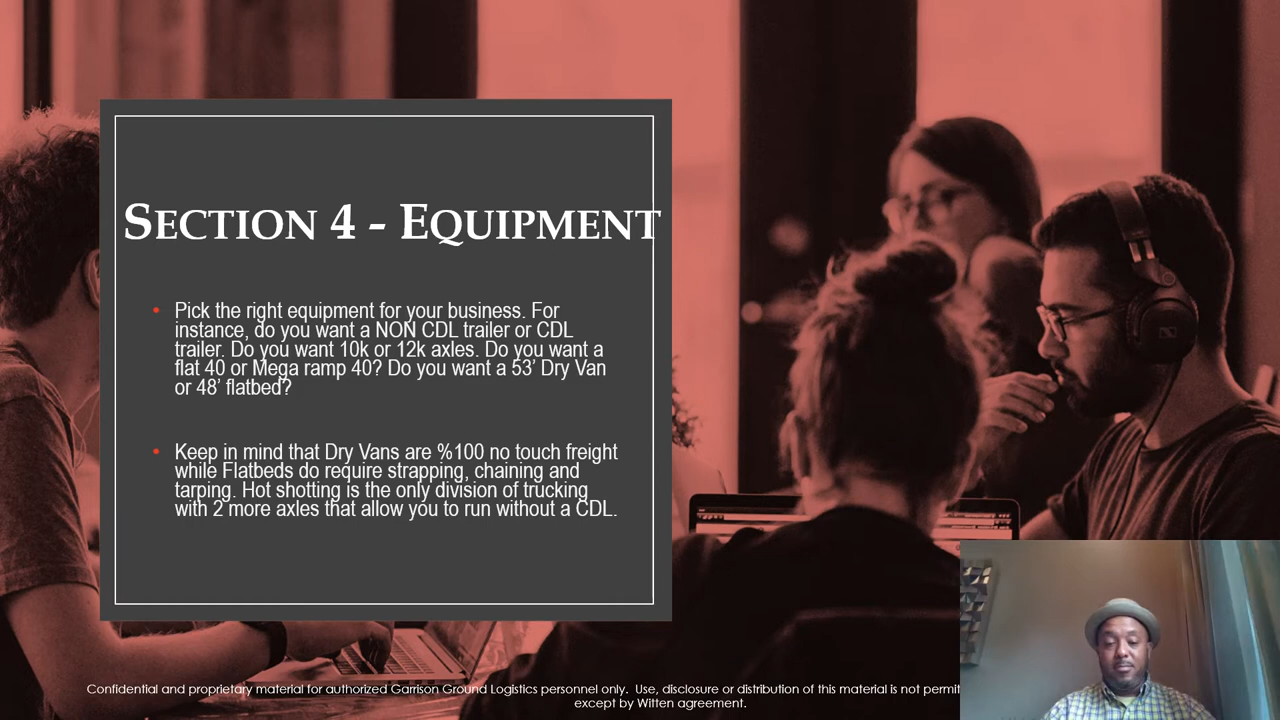 SECTION 4 - EQUIPMENT
• Pick the right equipment for your business. For
instance, do you want a NON CDL trailer or CDL
trailer. Do you want 10k or 12k axles. Do you want a
flat 40 or Mega ramp 40? Do you want a 53’ Dry Van
or 48’ flatbed?
• Keep in mind that Dry Vans are %100 no touch freight
while Flatbeds do require strapping, chaining and
tarping. Hot shotting is the only division of trucking
with 2 more axles that allow you to run without a CDL.
Confidential and proprietary material for authorized Garrison Ground Logistics personnel only.  Use, disclosure or distribution of this material is not permit
except by Witten agreement.